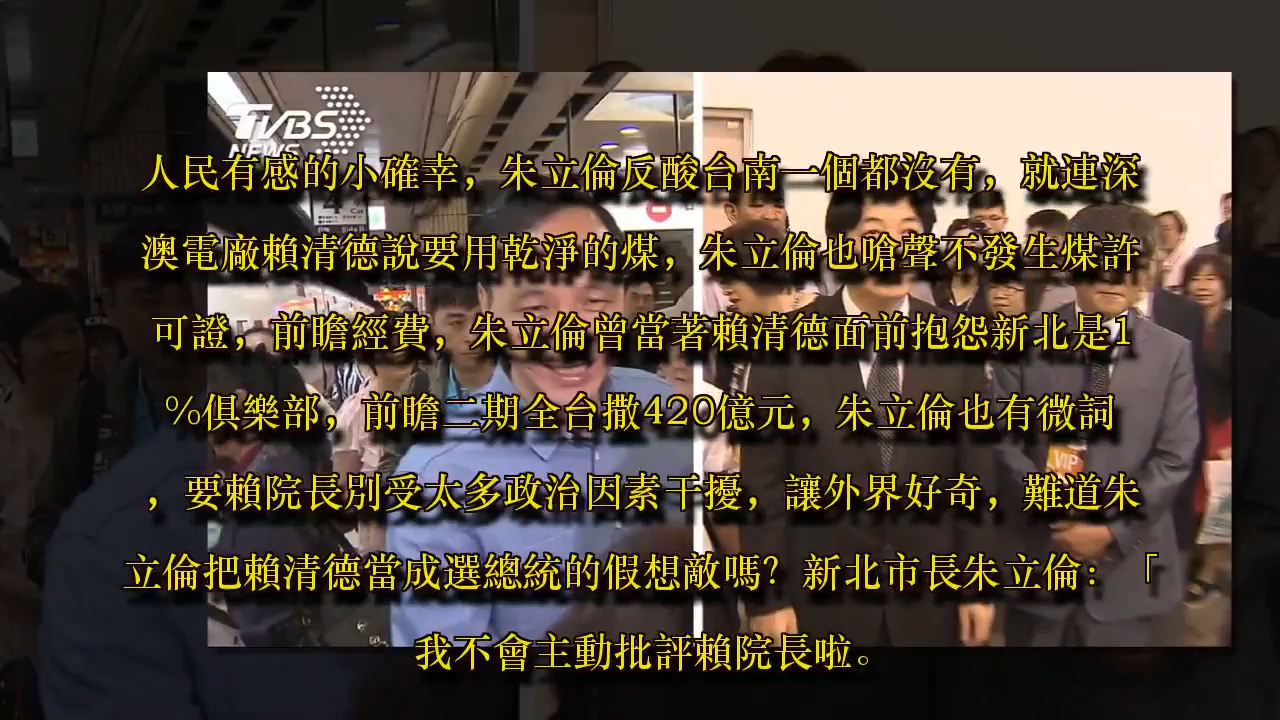 TVBS
NEWS
人民有感的小確幸，朱立倫反酸台南一個都沒有，就連深
澳電廠賴清德說要用乾淨的煤，朱立倫也嗆聲不發生煤許
可證，前瞻經費，朱立倫曾當著賴清德面前抱怨新北是1
%俱樂部，前瞻二期全台撒420億元，朱立倫也有微詞
，要賴院長別受太多政治因素干擾，讓外界好奇，難道朱
立倫把賴清德當成選總統的假想敵嗎？新北市長朱立倫：「
我不會主動批評賴院長啦。
VIP